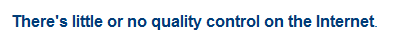 There's little or no quality control on the Internet.